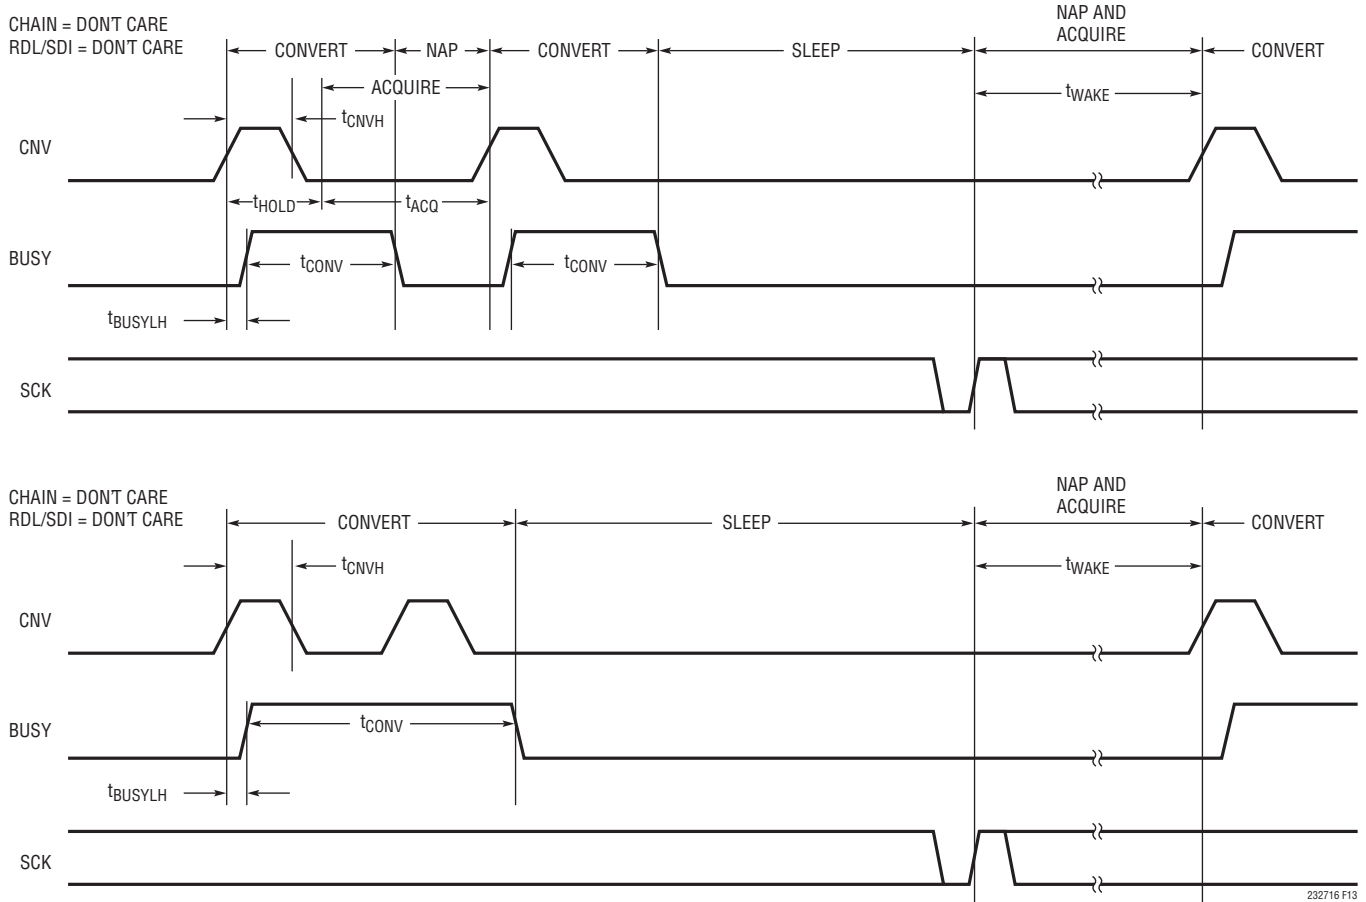 CHAIN = DON'T CARE
RDL/SDI = DON'T CARE
NAP AND
ACQUIRE
CONVERT
NAP
CONVERT
SLEEP
CONVERT
ACQUIRE
tWAKE
tCNVH
CNV
tHOLD
tACQ
BUSY
tCONV
tCONV
tBUSYLH
SCK
CHAIN = DON'T CARE
RDL/SDI = DON'T CARE
NAP AND
ACQUIRE
CONVERT
SLEEP
CONVERT
tCNVH
tWAKE
CNV
BUSY
tCONV
tBUSYLH
SCK
232716 F13